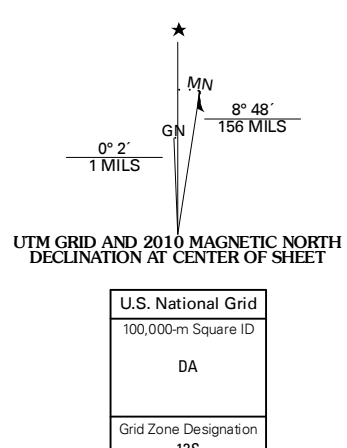 ★
MN
8° 48´
156 MILS
GN
0° 2´
1 MILS
UTM GRID AND 2010 MAGNETIC NORTH
DECLINATION AT CENTER OF SHEET
U.S. National Grid
100,000-m Square ID
DA
Grid Zone Designation